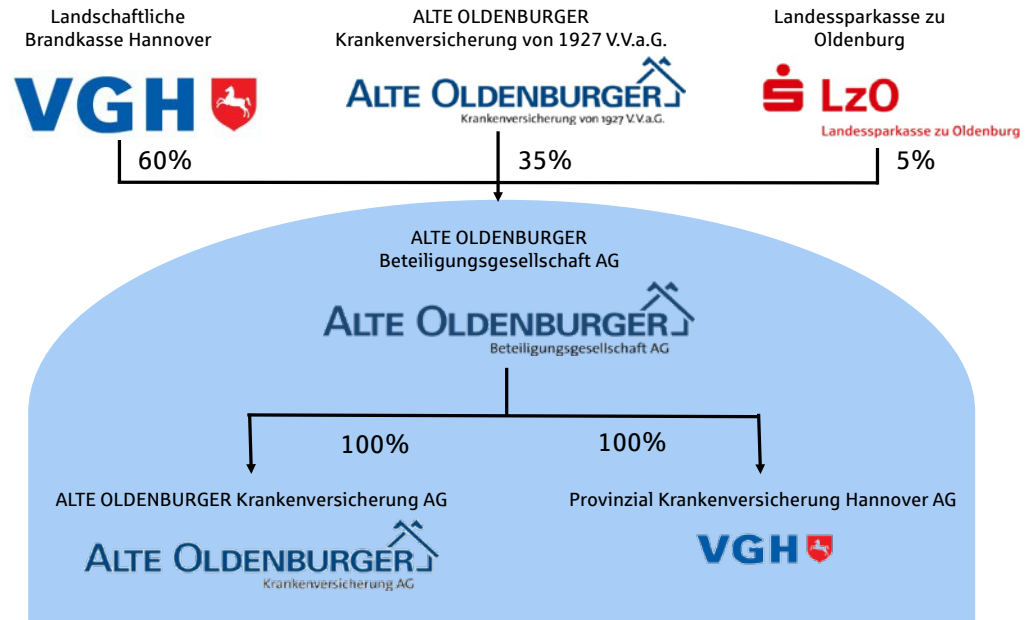 Landschaftliche
Brandkasse Hannover
ALTE OLDENBURGER
Krankenversicherung von 1927 V.V.a.G.
Landessparkasse zu
Oldenburg
VGH
ALTE OLDENBURGER
Krankenversicherung von 1927 V.V.a.G.
LzO
Landessparkasse zu Oldenburg
60%
35%
5%
ALTE OLDENBURGER
Beteiligungsgesellschaft AG
ALTE OLDENBURGER
Beteiligungsgesellschaft AG
100%
100%
ALTE OLDENBURGER Krankenversicherung AG
Provinzial Krankenversicherung Hannover AG
ALTE OLDENBURGER
Krankenversicherung AG
VGH